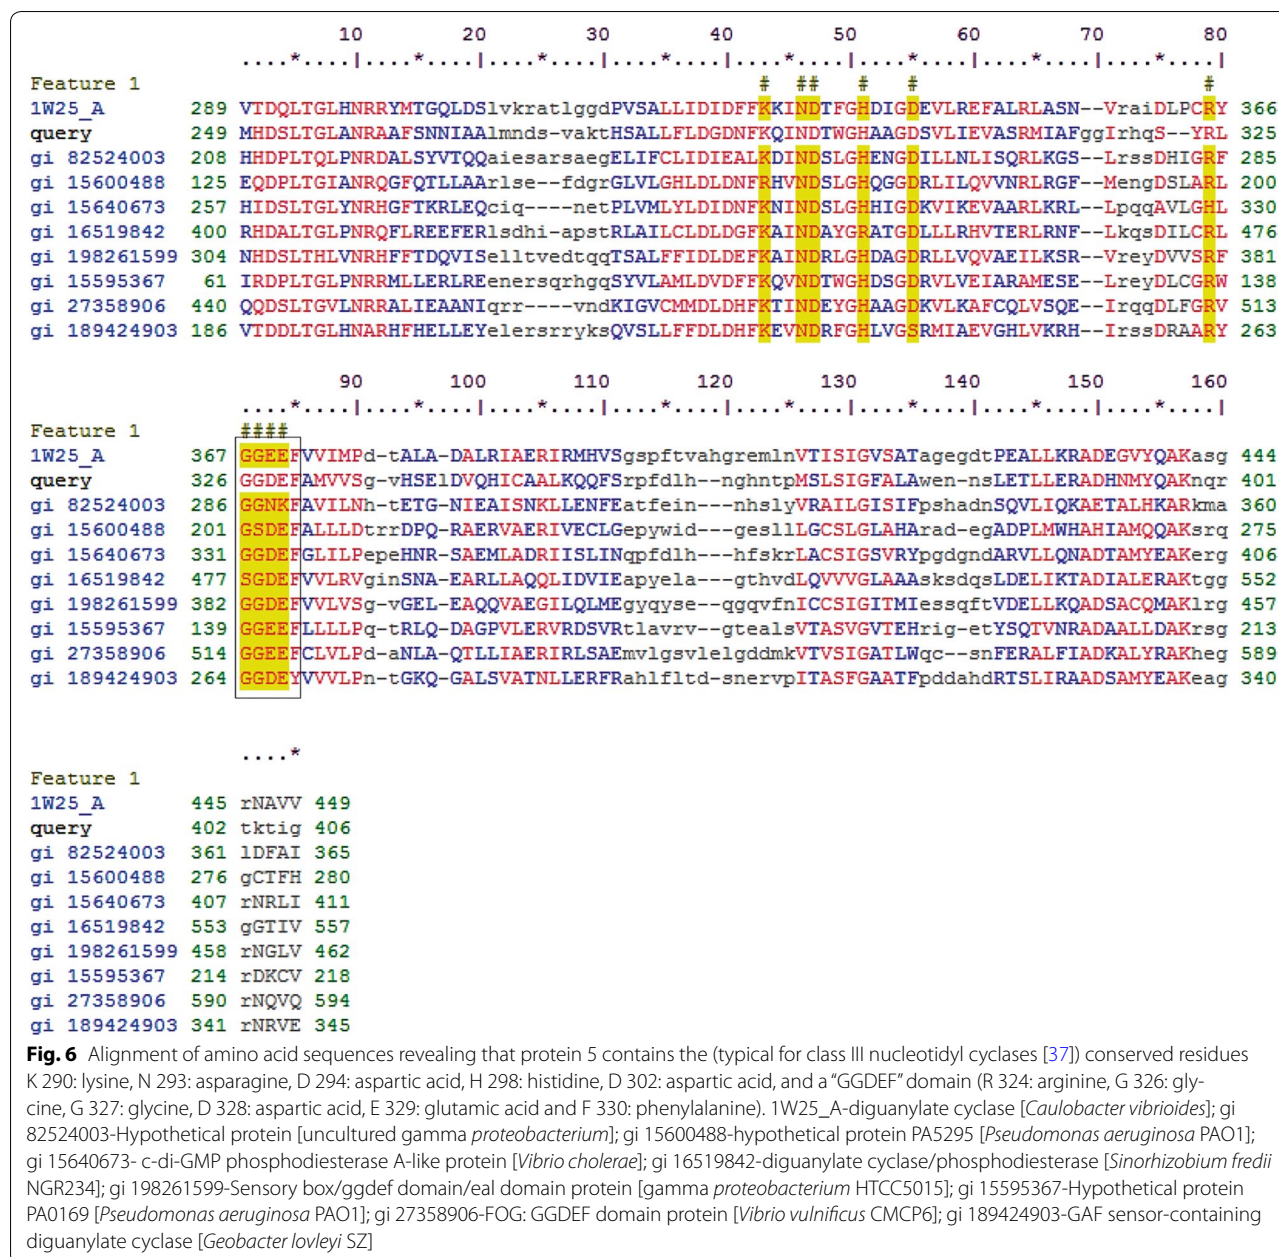 10 20 30 40 50 60 70 80
....*....|....*....|....*....|....*....|....*....|....*....|....*....|....*....|
Feature 1 # ## # # #
1W25_A 289 VTDQLTGLHNRRYMTGQLDSlvkratlggdPVSALLIDIDFFKKINDTFGHDIGDEVLREFALRLASN--VraiDLPCRY 366
query 249 MHDSLTGLANRAAFSNNIAAlmnds-vaktHSALLFLDGDNFKQINDTWGHAAGDSVLIEVASRMIAFggIrhqS--YRL 325
gi 82524003 208 HHDPLTQLPNRDALSYVTQQaiesarsaegELIFCLIDIEALKDINDSLGHENGDILLNLISQRLKGS--LrssDHIGRF 285
gi 15600488 125 EQDPLTGIANRQGFQTLLAArlse--fdgrGLVLGHLDLDNFRHVNDSLGHQGGDRLILQVVNRLRGF--MengDSLARL 200
gi 15640673 257 HIDSLTGLYNRHGFTKRLEQciq----netPLVMLYLDIDNFKNINDSLGHHIGDKVIKEVAARLKRL--LpqqAVLGHL 330
gi 16519842 400 RHDALTGLPNRQFLREEFERlsdhi-apstRLAILCLDLDGFKAINDAYGRATGDLLLRHVTERLRNF--LkqsDILCRL 476
gi 198261599 304 NHDSLTHLVNRHFFTDQVISelltvedtqqTSALFFIDLDEFKAINDRLGHDAGDRLLVQVAEILKSR--VreyDVVSRF 381
gi 15595367 61 IRDPLTGLPNRRMLLERLREenersqrhgqSYVLAMLDVDFFKQVNDTWGHDSGDRVLVEIARAMESE--LreyDLCGRW 138
gi 27358906 440 QQDSLTGVLNRRALIEAANIqrr----vndKIGVCMMDLDHFKTINDEYGHAAGDKVLKAFCQLVSQE--IrqqDLFGRV 513
gi 189424903 186 VTDDLTGLHNARHFHELLEYelersrryksQVSLLFFDLDHFKEVNDRFGHLVGSRMIAEVGHLVKRH--IrssDRAARY 263
90 100 110 120 130 140 150 160
....*....|....*....|....*....|....*....|....*....|....*....|....*....|....*....|
Feature 1 ####
1W25_A 367 GGEEFVVIMPd-tALA-DALRIAERIRMHVSgspftvahgremlnVTISIGVSATagegdtPEALLKRADEGVYQAKasg 444
query 326 GGDEFAMVVSg-vHSElDVQHICAALKQQFSrpfdlh--nghntpMSLSIGFALAwen-nsLETLLERADHNMYQAKnqr 401
gi 82524003 286 GGNKFAVILNh-tETG-NIEAISNKLLENFEatfein---nhslyVRAILGISIFpshadnSQVLIQKAETALHKARkma 360
gi 15600488 201 GSDEFALLLDtrrDPQ-RAERVAERIVECLGepywid---geslLLGCSLGLAHArad-egADPLMWHAHIAMQQAKsrq 275
gi 15640673 331 GGDEFGLILPepeHNR-SAEMLADRIISLINqpfdlh---hfskrLACSIGSVRYpgdgndARVLLQNADTAMYEAKerg 406
gi 16519842 477 SGDEFVVLRVginSNA-EARLLAQQLIDVIEapyela---gthvdLQVVVGLAAAsksdqsLDELIKTADIALERAKtgg 552
gi 198261599 382 GGDEFVVLVSg-vGEL-EAQQVAEGILQLMEgyqyse--qgqvfnICCSIGITMIessqftVDELLKQADSACQMAKlrg 457
gi 15595367 139 GGEEFLLLLPq-tRLQ-DAGPVLERVRDSVRtlavrv--gtealsVTASVGVTEHrig-etYSQTVNRADAALLDAKrsg 213
gi 27358906 514 GGEEFCLVLPd-aNLA-QTLLIAERIRLSAEmvlgsvlelgddmkVTVSIGATLWqc--snFERALFIADKALYRAKheg 589
gi 189424903 264 GGDEYVVVLPn-tGKQ-GALSVATNLLERFRahlfltd-snervpITASFGAATFpddahdRTSLIRAADSAMYEAKeag 340
....*
Feature 1
1W25_A 445 rNAVV 449
query 402 tktig 406
gi 82524003 361 lDFAI 365
gi 15600488 276 gCTFH 280
gi 15640673 407 rNRLI 411
gi 16519842 553 gGTIV 557
gi 198261599 458 rNGLV 462
gi 15595367 214 rDKCV 218
gi 27358906 590 rNQVQ 594
gi 189424903 341 rNRVE 345
Fig. 6 Alignment of amino acid sequences revealing that protein 5 contains the (typical for class III nucleotidyl cyclases [37]) conserved residues
K 290: lysine, N 293: asparagine, D 294: aspartic acid, H 298: histidine, D 302: aspartic acid, and a “GGDEF” domain (R 324: arginine, G 326: gly-
cine, G 327: glycine, D 328: aspartic acid, E 329: glutamic acid and F 330: phenylalanine). 1W25_A-diguanylate cyclase [Caulobacter vibrioides]; gi
82524003-Hypothetical protein [uncultured gamma proteobacterium]; gi 15600488-hypothetical protein PA5295 [Pseudomonas aeruginosa PAO1];
gi 15640673- c-di-GMP phosphodiesterase A-like protein [Vibrio cholerae]; gi 16519842-diguanylate cyclase/phosphodiesterase [Sinorhizobium fredii
NGR234]; gi 198261599-Sensory box/ggdef domain/eal domain protein [gamma proteobacterium HTCC5015]; gi 15595367-Hypothetical protein
PA0169 [Pseudomonas aeruginosa PAO1]; gi 27358906-FOG: GGDEF domain protein [Vibrio vulnificus CMCP6]; gi 189424903-GAF sensor-containing
diguanylate cyclase [Geobacter lovleyi SZ]